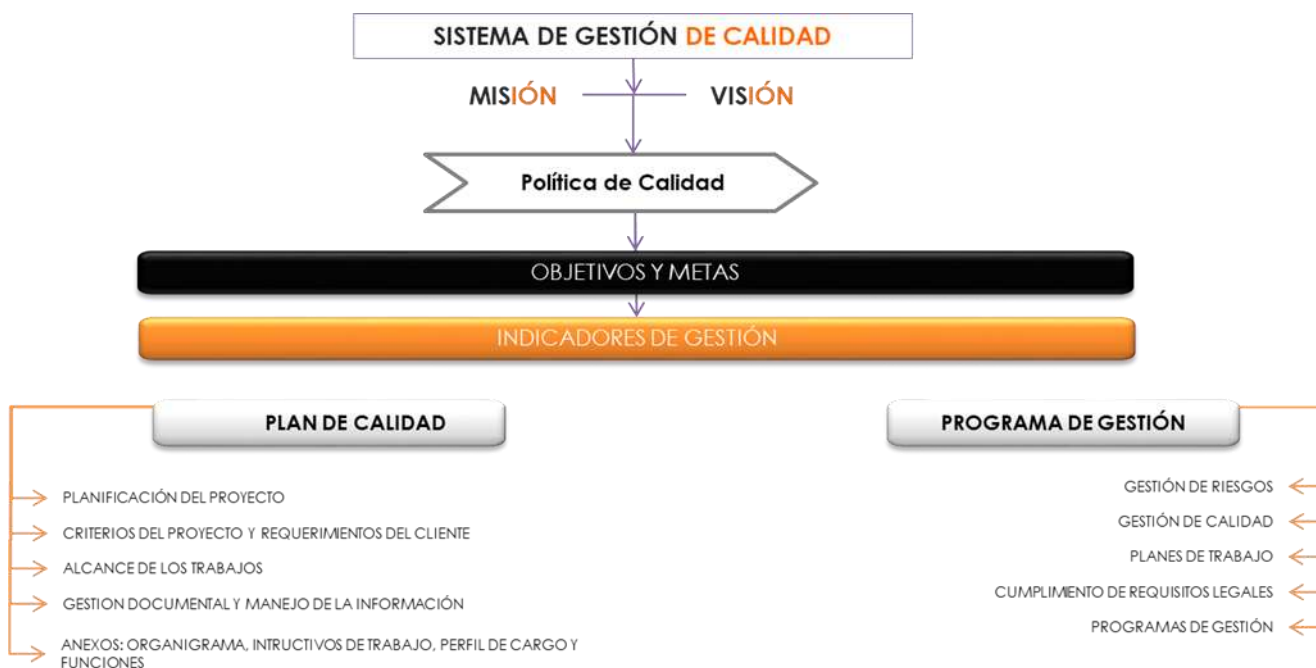 SISTEMA DE GESTIÓN DE CALIDAD
MISIÓN
VISIÓN
Política de Calidad
OBJETIVOS Y METAS
INDICADORES DE GESTIÓN
PLAN DE CALIDAD
PLANIFICACIÓN DEL PROYECTO
CRITERIOS DEL PROYECTO Y REQUERIMIENTOS DEL CLIENTE
ALCANCE DE LOS TRABAJOS
GESTION DOCUMENTAL Y MANEJO DE LA INFORMACIÓN
ANEXOS: ORGANIGRAMA, INTRUCTIVOS DE TRABAJO, PERFIL DE CARGO Y
FUNCIONES
PROGRAMA DE GESTIÓN
GESTIÓN DE RIESGOS
GESTIÓN DE CALIDAD
PLANES DE TRABAJO
CUMPLIMIENTO DE REQUISITOS LEGALES
PROGRAMAS DE GESTIÓN